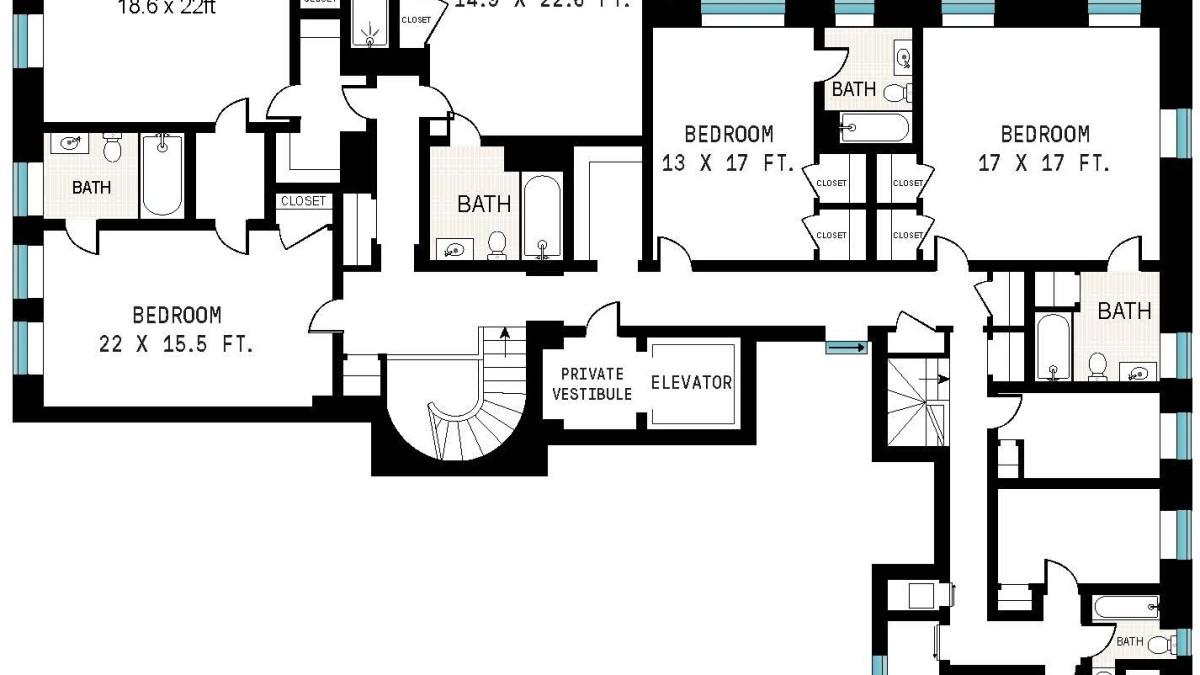 18.6 x 22ft
CLOSET
14.9 X 22.6 FT.
CLOSET
BATH
BEDROOM
13 X 17 FT.
BEDROOM
17 X 17 FT.
BATH
CLOSET
CLOSET
CLOSET
BATH
CLOSET
CLOSET
BEDROOM
22 X 15.5 FT.
BATH
PRIVATE
VESTIBULE
ELEVATOR
BATH